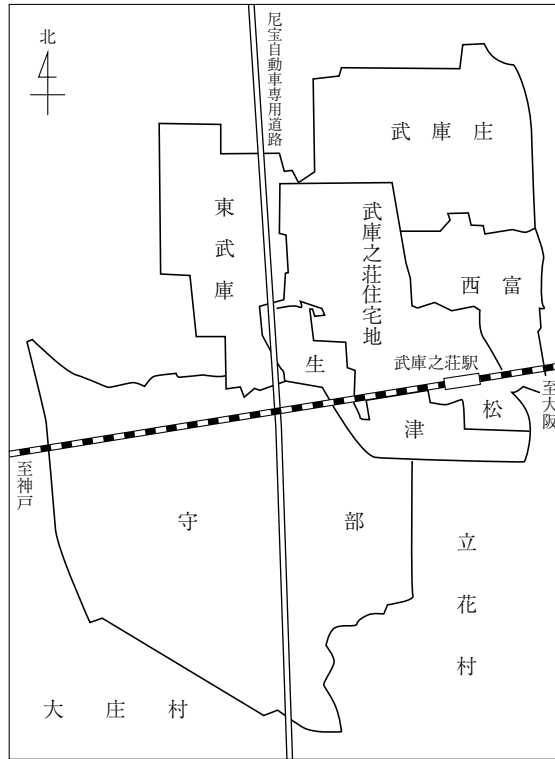 北
尼宝自動車専用道路
武庫庄
東武庫
武庫之荘住宅地
西富
生
武庫之荘駅
至大阪
松
津
至神戸
守部
立花村
大庄村